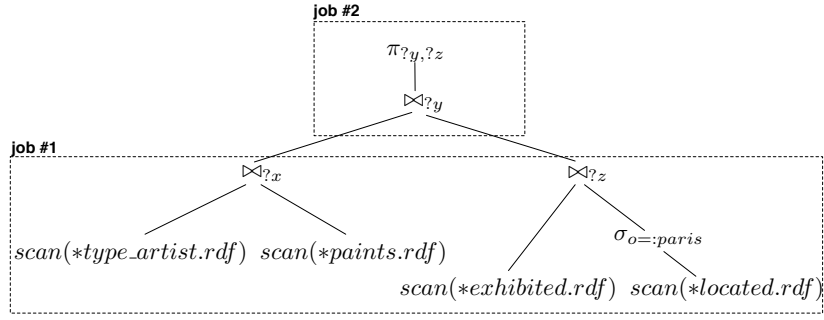 job #2
π?y,?z
⋈?y
job #1
⋈?x
⋈?z
scan(*type_artist.rdf) scan(*paints.rdf)
σo=:paris
scan(*exhibited.rdf) scan(*located.rdf)